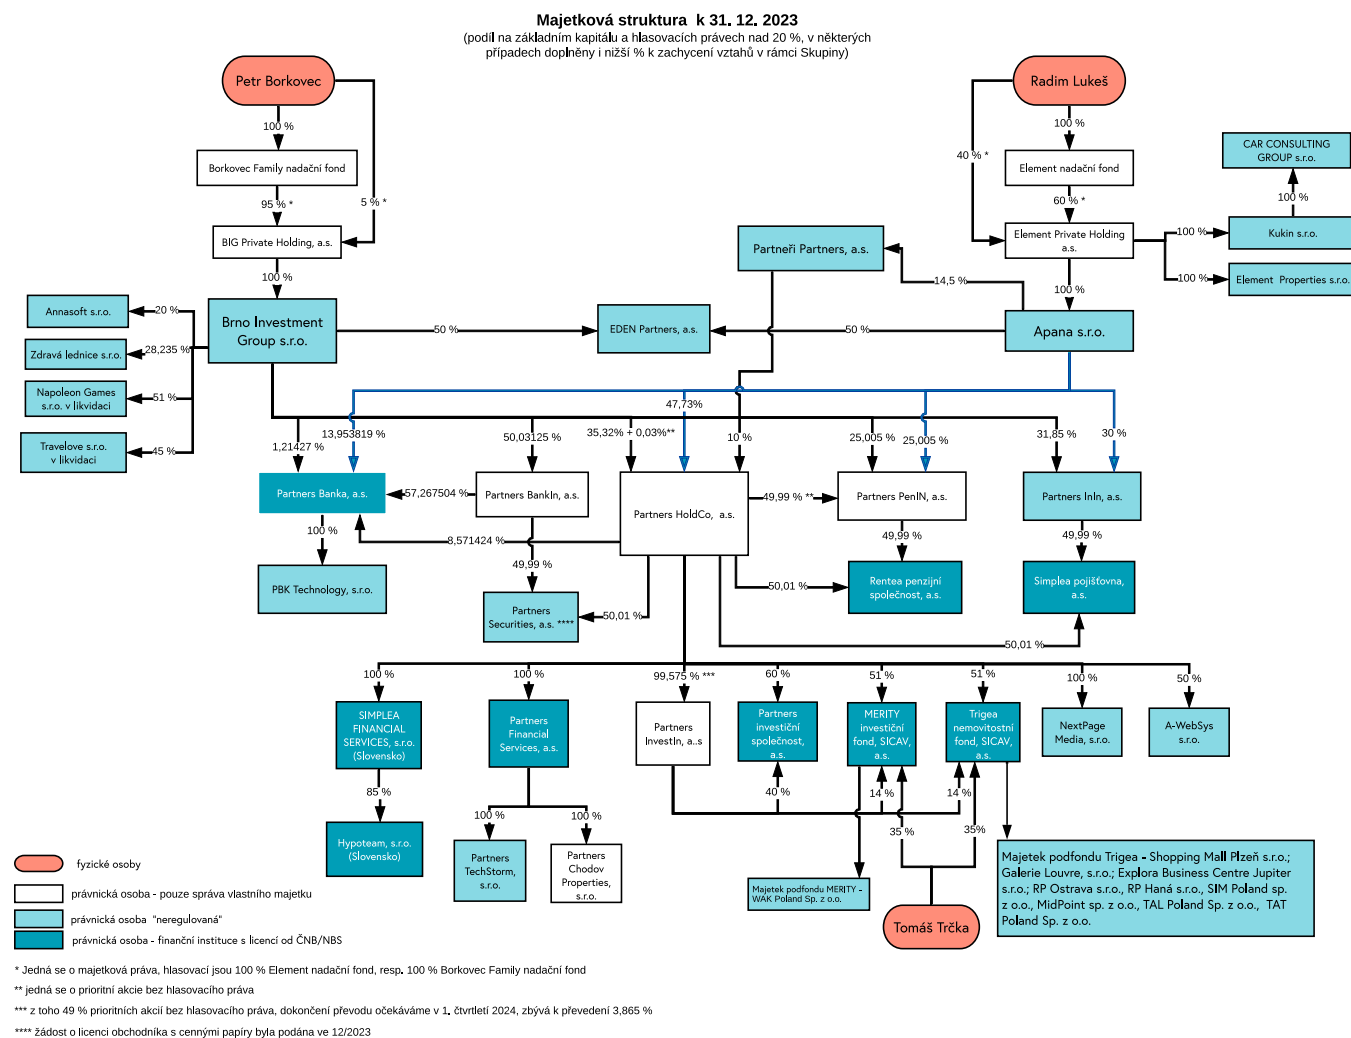 Majetková struktura k 31. 12. 2023
(podíl na základním kapitálu a hlasovacích právech nad 20 %, v některých
případech doplněny i nižší % k zachycení vztahů v rámci Skupiny)
Petr Borkovec
Radim Lukeš
100 %
100 %
CAR CONSULTING
GROUP s.r.o.
40 % *
Borkovec Family nadační fond
Element nadační fond
95 % *
5 % *
60 % *
100 %
BIG Private Holding, a.s.
Partneři Partners, a.s.
Element Private Holding
a.s.
100 %
Kukin s.r.o.
100 %
14,5 %
100 %
100 %
Element Properties s.r.o.
Annasoft s.r.o.
20 %
Brno Investment
Group s.r.o.
50 %
EDEN Partners, a.s.
50 %
Apana s.r.o.
Zdravá lednice s.r.o.
28,235 %
Napoleon Games
s.r.o. v likvidaci
51 %
47,73%
Travelove s.r.o.
v likvidaci
45 %
1,21427 %
13,953819 %
50,03125 %
35,32% + 0,03%**
10 %
25,005 %
25,005 %
31,85 %
30 %
Partners Banka, a.s.
57,267504 %
Partners BankIn, a.s.
Partners HoldCo, a.s.
49,99 % **
Partners PenIN, a.s.
Partners InIn, a.s.
100 %
8,571424 %
49,99 %
49,99 %
49,99 %
PBK Technology, s.r.o.
Partners
Securities, a.s. ****
50,01 %
50,01 %
Rentea penzijní
společnost, a.s.
Simplea pojišťovna,
a.s.
50,01 %
100 %
100 %
99,575 % ***
60 %
51 %
51 %
100 %
50 %
SIMPLEA
FINANCIAL
SERVICES, s.r.o.
(Slovensko)
Partners
Financial
Services, a.s.
Partners
InvestIn, a..s
Partners
investiční
společnost,
a.s.
MERITY
investiční
fond, SICAV,
a.s.
Trigea
nemovitostní
fond, SICAV,
a.s.
NextPage
Media, s.r.o.
A-WebSys
s.r.o.
85 %
40 %
14 %
14 %
100 %
100 %
35 %
35%
Hypoteam, s.r.o.
(Slovensko)
Partners
TechStorm,
s.r.o.
Partners
Chodov
Properties,
s.r.o.
Majetek podfondu MERITY -
WAK Poland Sp. z o.o.
Majetek podfondu Trigea - Shopping Mall Plzeň s.r.o.;
Galerie Louvre, s.r.o.; Explora Business Centre Jupiter
s.r.o.; RP Ostrava s.r.o., RP Haná s.r.o., SIM Poland sp.
z o.o., MidPoint sp. z o.o., TAL Poland Sp. z o.o., TAT
Poland Sp. z o.o.
Tomáš Trčka
fyzické osoby
právnická osoba - pouze správa vlastního majetku
právnická osoba "neregulovaná"
právnická osoba - finanční instituce s licencí od ČNB/NBS
* Jedná se o majetková práva, hlasovací jsou 100 % Element nadační fond, resp. 100 % Borkovec Family nadační fond
** jedná se o prioritní akcie bez hlasovacího práva
*** z toho 49 % prioritních akcií bez hlasovacího práva, dokončení převodu očekáváme v 1. čtvrtletí 2024, zbývá k převedení 3,865 %
**** žádost o licenci obchodníka s cennými papíry byla podána ve 12/2023